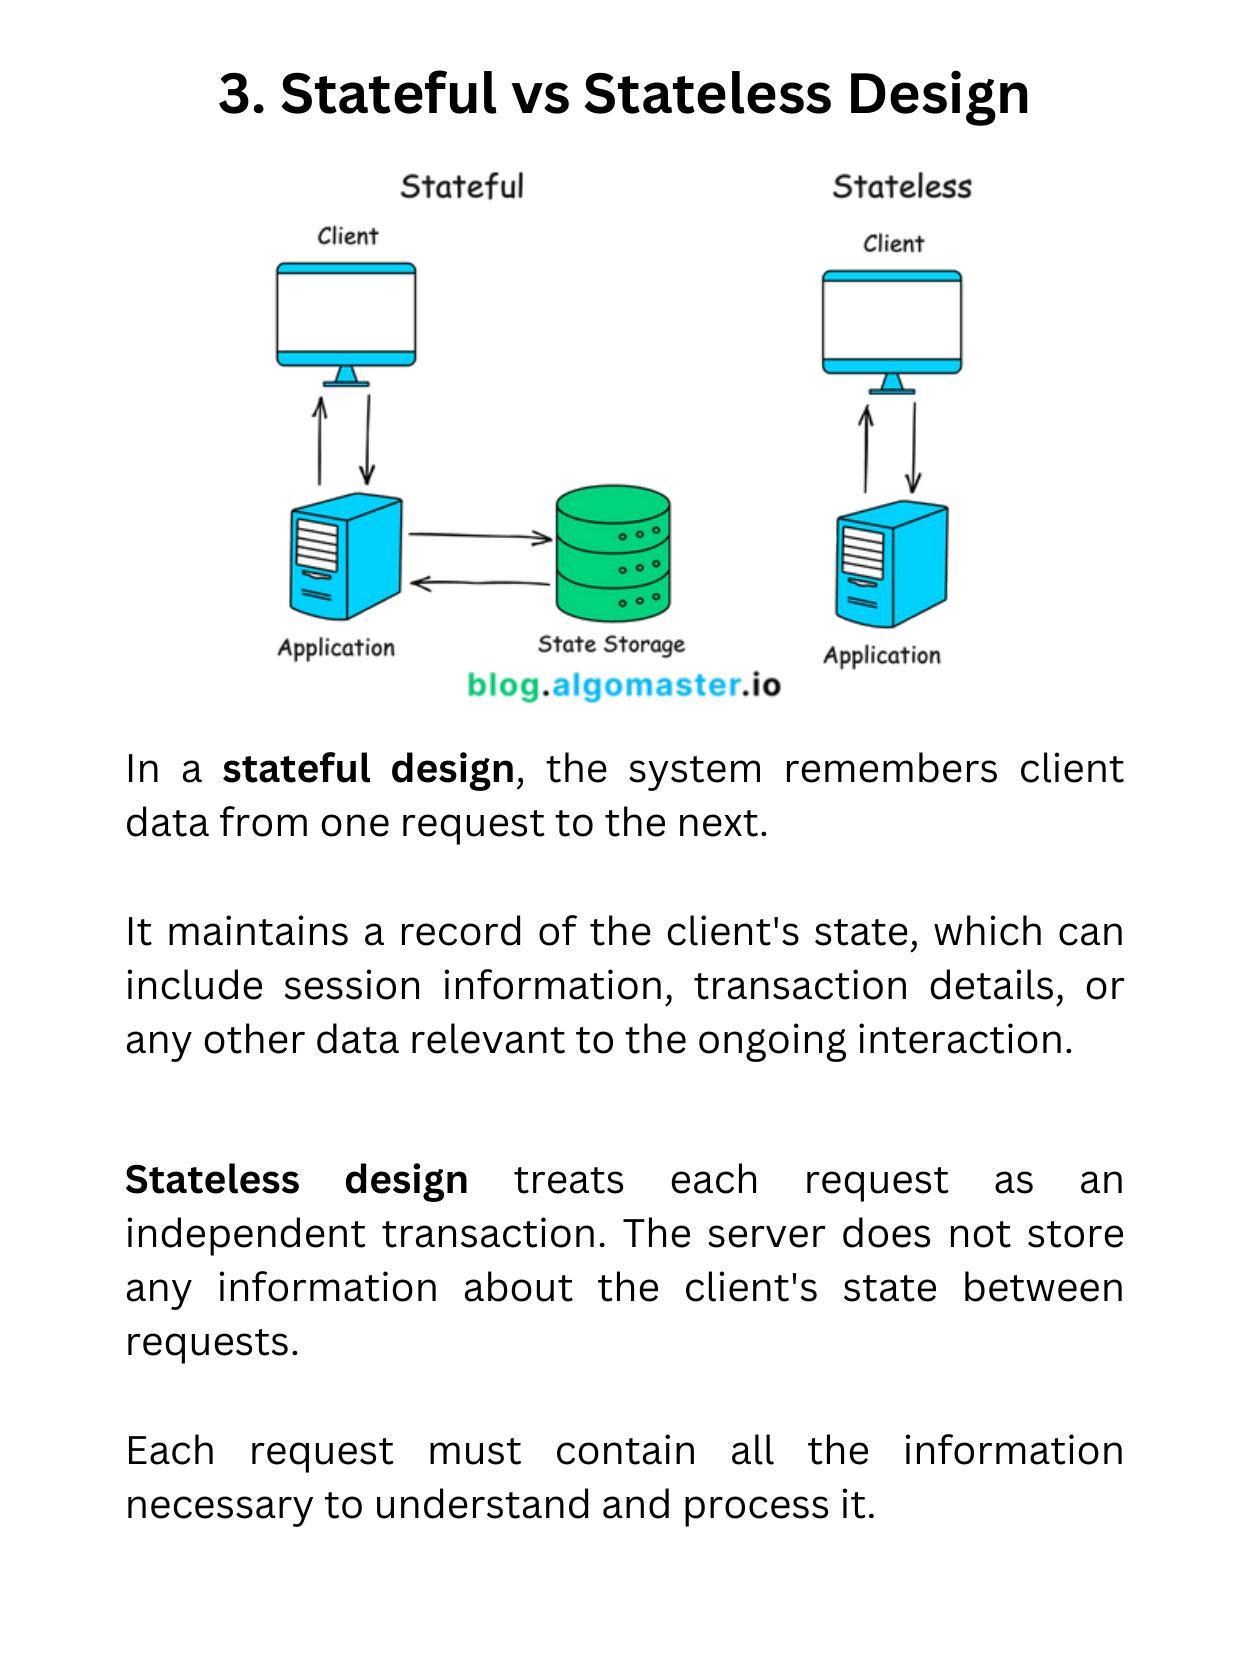 3. Stateful vs Stateless Design
Stateful
Stateless
Client
Client
Application
State Storage
Application
blog.algomaster.io
In a stateful design, the system remembers client
data from one request to the next.
It maintains a record of the client's state, which can
include session information, transaction details, or
any other data relevant to the ongoing interaction.
Stateless design treats each request as an
independent transaction. The server does not store
any information about the client's state between
requests.
Each request must contain all the information
necessary to understand and process it.